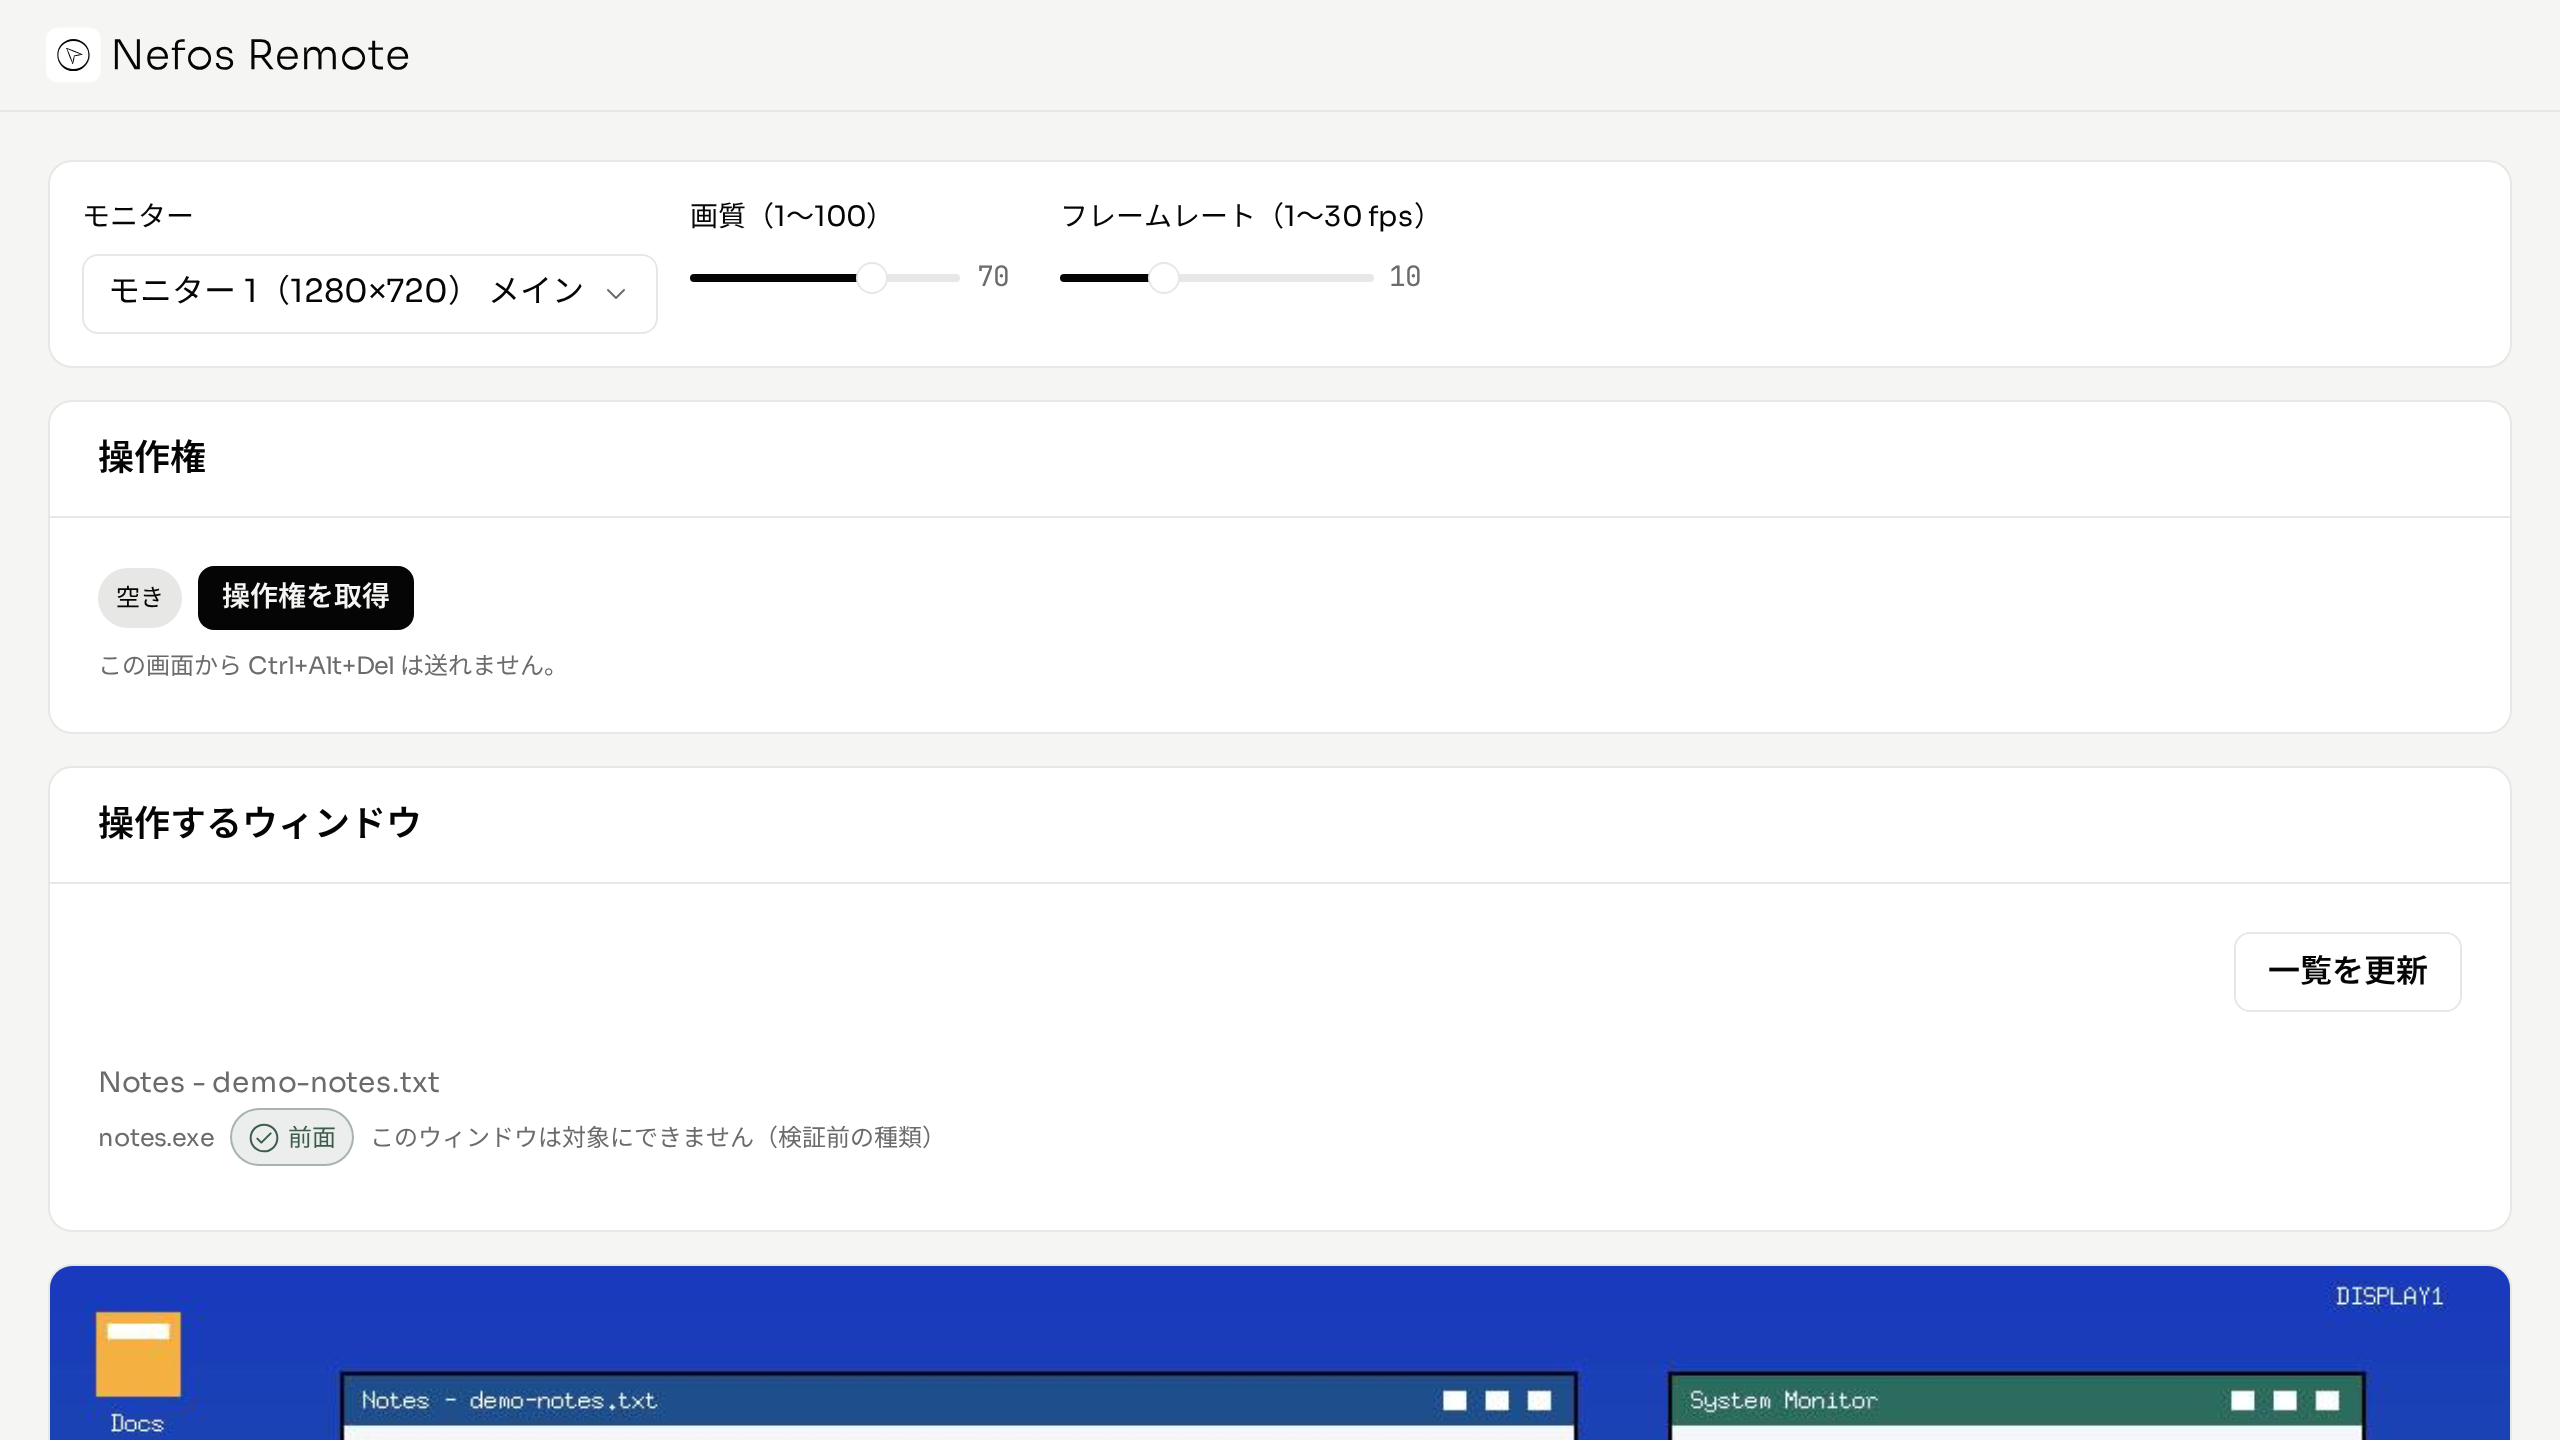 Nefos Remote
モニター
画質（1〜100）
フレームレート（1〜30 fps）
モニター 1（1280×720） メイン
70
10
操作権
空き
操作権を取得
この画面から Ctrl+Alt+Del は送れません。
操作するウィンドウ
一覧を更新
Notes - demo-notes.txt
notes.exe 前面 このウィンドウは対象にできません（検証前の種類）
DISPLAY1
Notes - demo-notes.txt
System Monitor
Docs